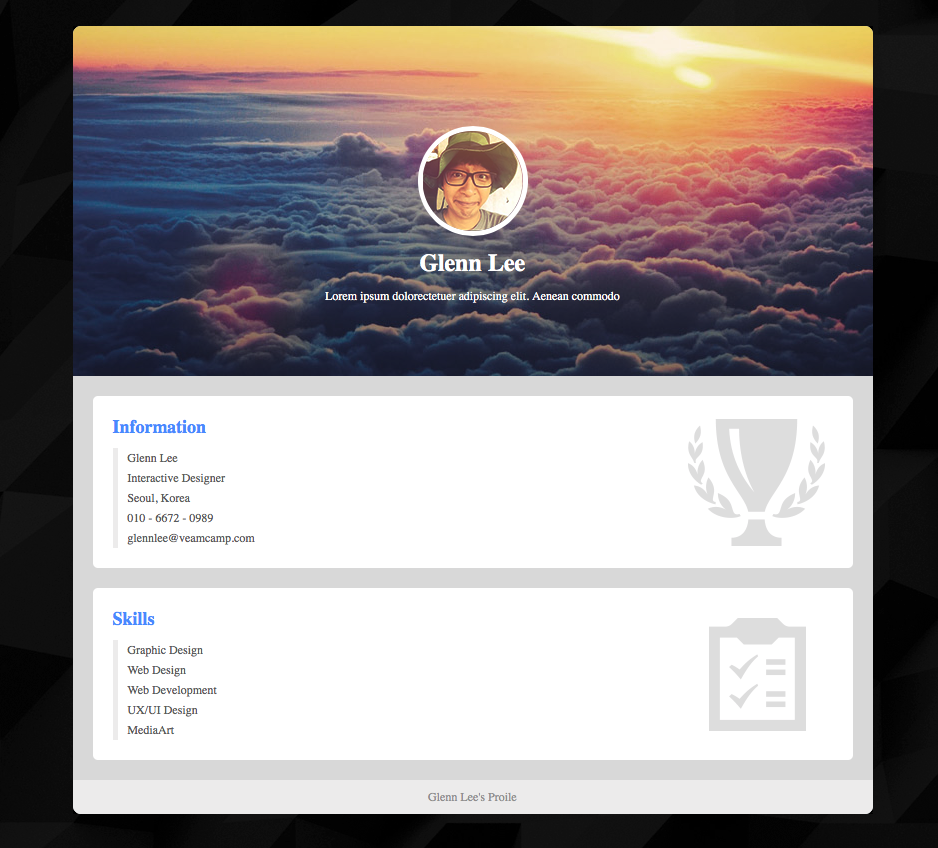 Glenn Lee
Lorem ipsum dolorectetuer adipiscing elit. Aenean commodo
Information
Glenn Lee
Interactive Designer
Seoul, Korea
010 - 6672 - 0989
glennlee@veamcamp.com
Skills
Graphic Design
Web Design
Web Development
UX/UI Design
MediaArt
Glenn Lee's Proile